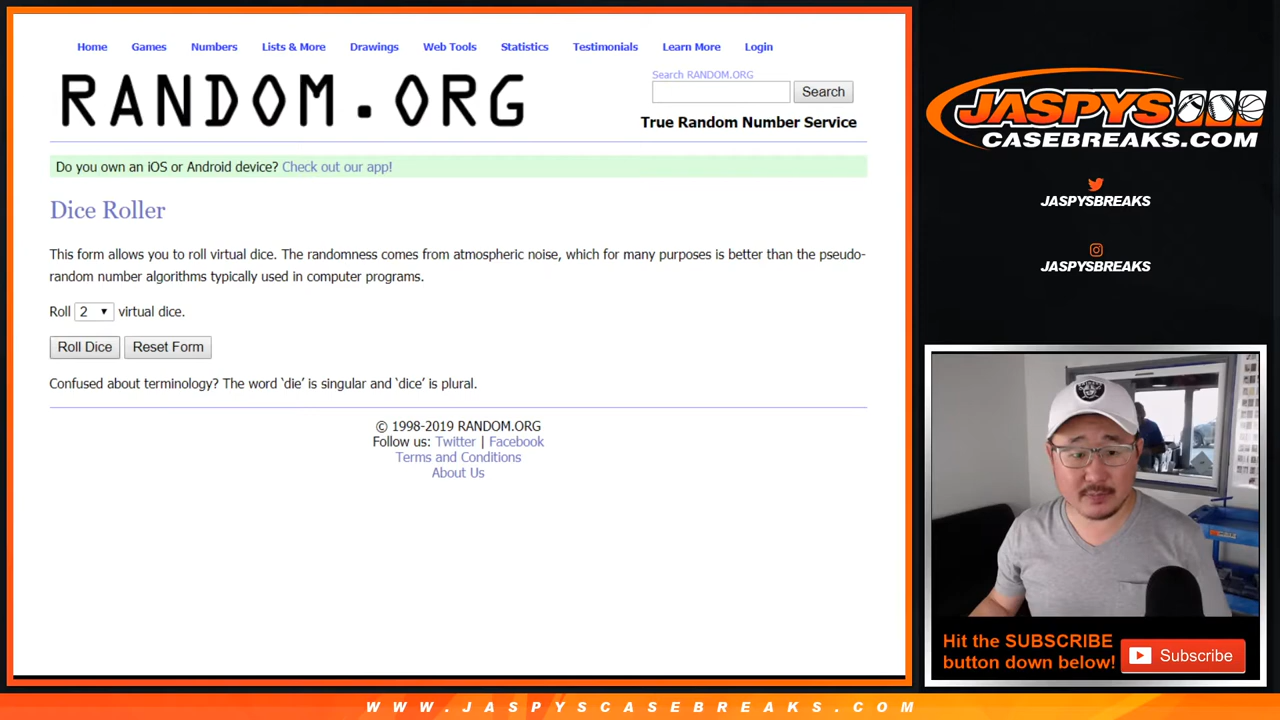 Home Games Numbers Lists & More Drawings Web Tools Statistics Testimonials Learn More Login
RANDOM.ORG
Search RANDOM.ORG
Search
True Random Number Service
Do you own an iOS or Android device? Check out our app!
Dice Roller
This form allows you to roll virtual dice. The randomness comes from atmospheric noise, which for many purposes is better than the pseudo-
random number algorithms typically used in computer programs.
Roll 2 virtual dice.
Roll Dice Reset Form
Confused about terminology? The word ‘die’ is singular and ‘dice’ is plural.
© 1998-2019 RANDOM.ORG
Follow us: Twitter | Facebook
Terms and Conditions
About Us
JASPYS
CASEBREAKS.COM
JASPYSBREAKS
JASPYSBREAKS
Hit the SUBSCRIBE
button down below!
Subscribe
WWW.JASPYSCASEBREAKS.COM